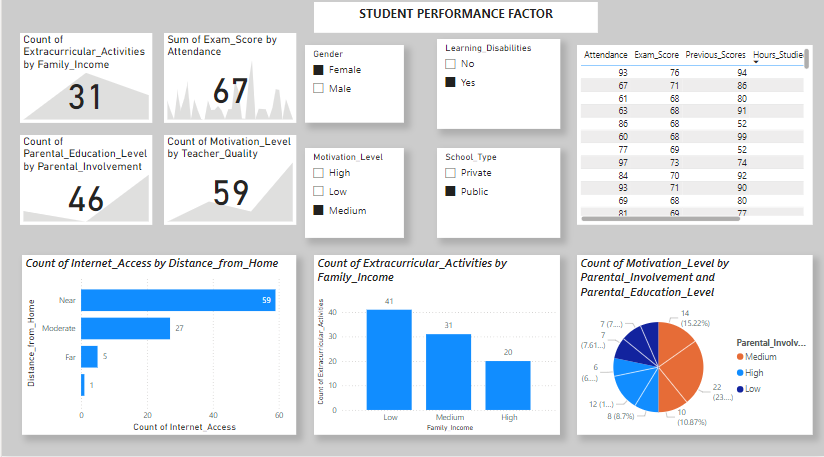 STUDENT PERFORMANCE FACTOR
Count of
Extracurricular_Activities
by Family_Income
31
Sum of Exam_Score by
Attendance
67
Count of
Parental_Education_Level
by Parental_Involvement
46
Count of Motivation_Level
by Teacher_Quality
59
Gender
Female
Male
Learning_Disabilities
No
Yes
Motivation_Level
High
Low
Medium
School_Type
Private
Public
Attendance Exam_Score Previous_Scores Hours_Studie
93 76 94
67 71 86
61 68 80
63 68 91
86 68 52
60 68 99
77 69 52
97 73 74
84 70 92
93 71 90
69 68 80
81 69 77
Count of Internet_Access by Distance_from_Home
Distance_from_Home
Near 59
Moderate 27
Far 5
1
0 20 40 60
Count of Internet_Access
Count of Extracurricular_Activities by
Family_Income
Count of Extracurricular_Activities
40
30
20
10
0
41
31
20
Low Medium High
Family_Income
Count of Motivation_Level by
Parental_Involvement and
Parental_Education_Level
14
(15.22%)
22
(23....)
10
(10.87%)
8 (8.7%)
12 (1...)
6
(6....)
7
(7.61...)
7 (7....)
Parental_Involv...
Medium
High
Low